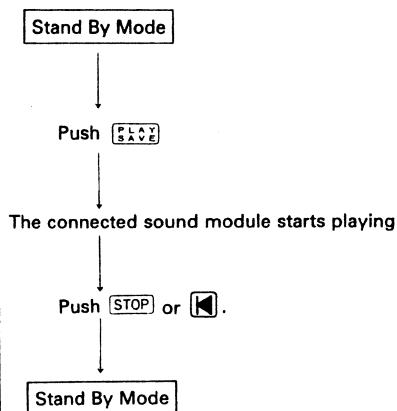 Stand By Mode
Push PLAY SAVE
The connected sound module starts playing
Push STOP or ⏮.
Stand By Mode